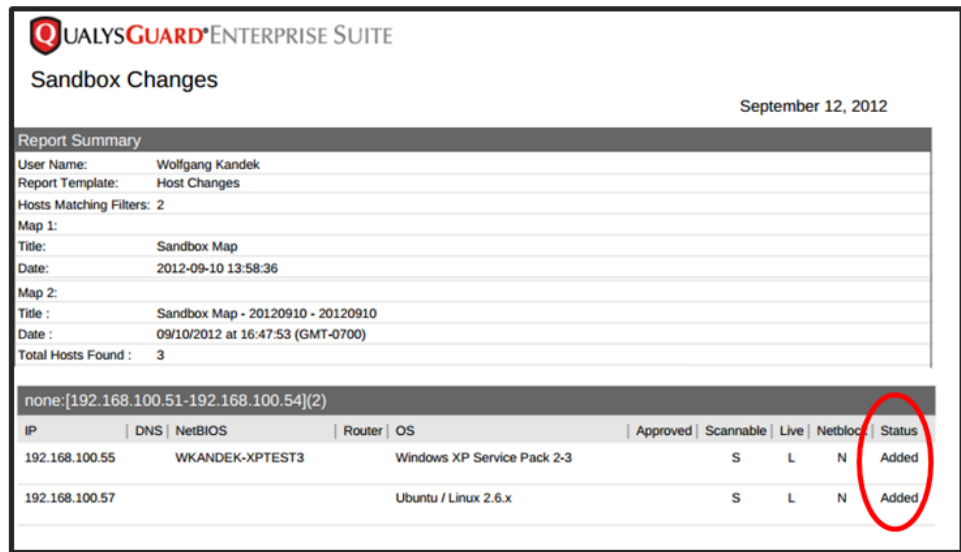 QUALYSGUARD® ENTERPRISE SUITE
Sandbox Changes
September 12, 2012
Report Summary
User Name: Wolfgang Kandek
Report Template: Host Changes
Hosts Matching Filters: 2
Map 1:
Title: Sandbox Map
Date: 2012-09-10 13:58:36
Map 2:
Title : Sandbox Map - 20120910 - 20120910
Date : 09/10/2012 at 16:47:53 (GMT-0700)
Total Hosts Found : 3
none:[192.168.100.51-192.168.100.54](2)
IP | DNS | NetBIOS | Router | OS | Approved | Scannable | Live | Netblock | Status
192.168.100.55 WKANDEK-XPTEST3 Windows XP Service Pack 2-3 S L N Added
192.168.100.57 Ubuntu / Linux 2.6.x S L N Added